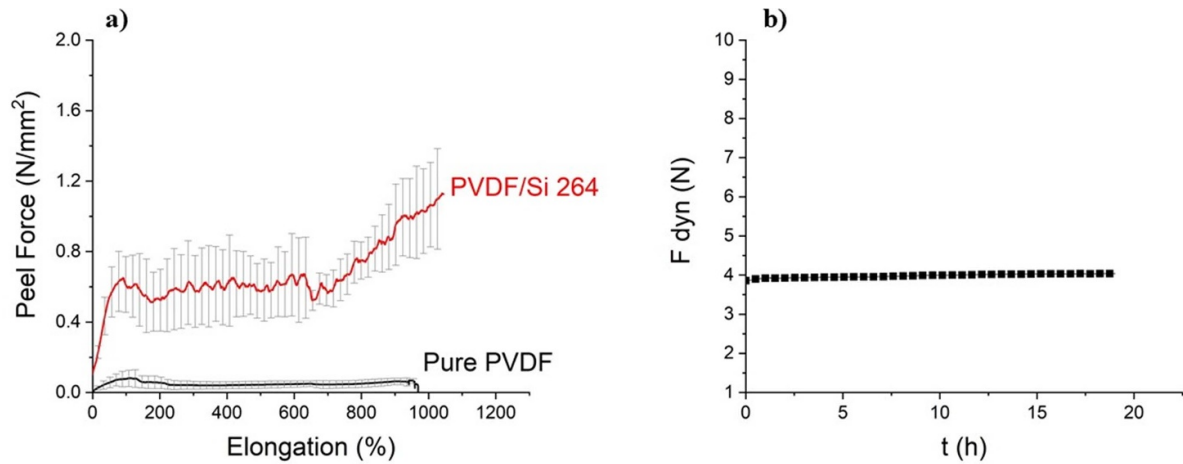 a)
2.0
1.6
1.2
0.8
0.4
0.0
Peel Force (N/mm²)
PVDF/Si 264
Pure PVDF
0 200 400 600 800 1000 1200
Elongation (%)
b)
10
9
8
7
6
5
4
3
2
1
F dyn (N)
0 5 10 15 20
t (h)